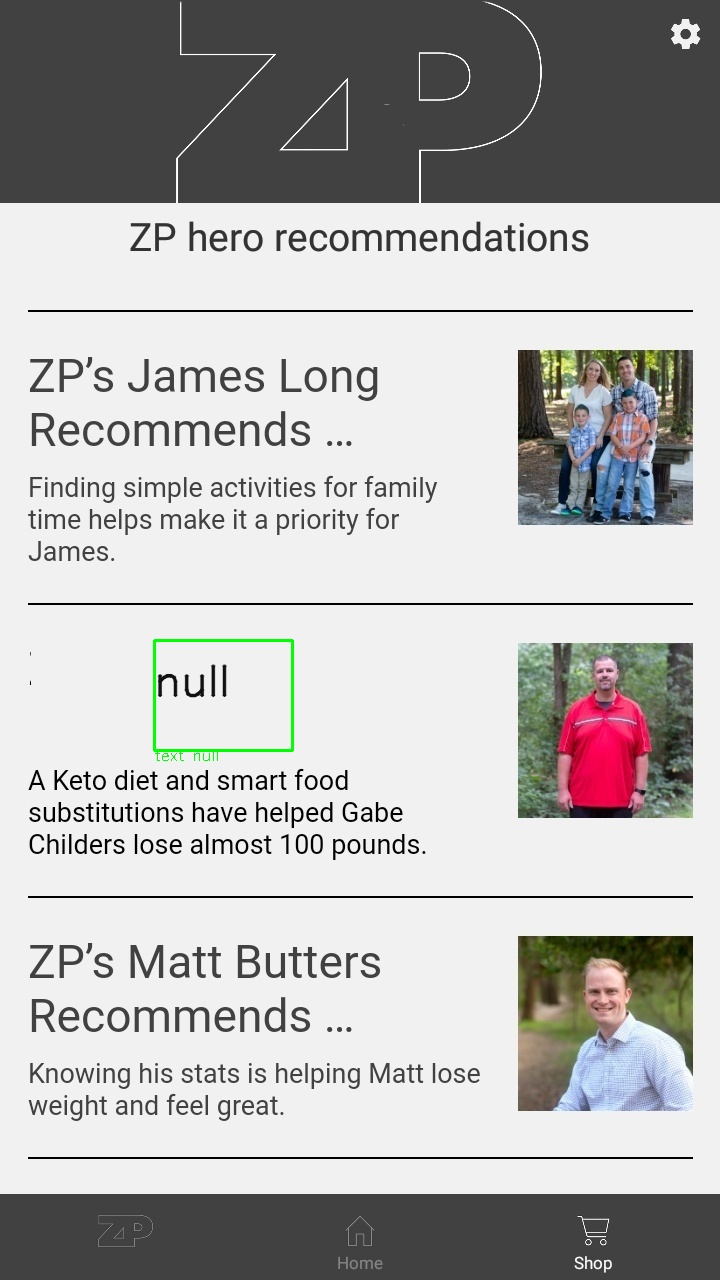 ZP
ZP hero recommendations
ZP’s James Long
Recommends ...
Finding simple activities for family
time helps make it a priority for
James.
null
text null
A Keto diet and smart food
substitutions have helped Gabe
Childers lose almost 100 pounds.
ZP’s Matt Butters
Recommends ...
Knowing his stats is helping Matt lose
weight and feel great.
ZP
Home
Shop